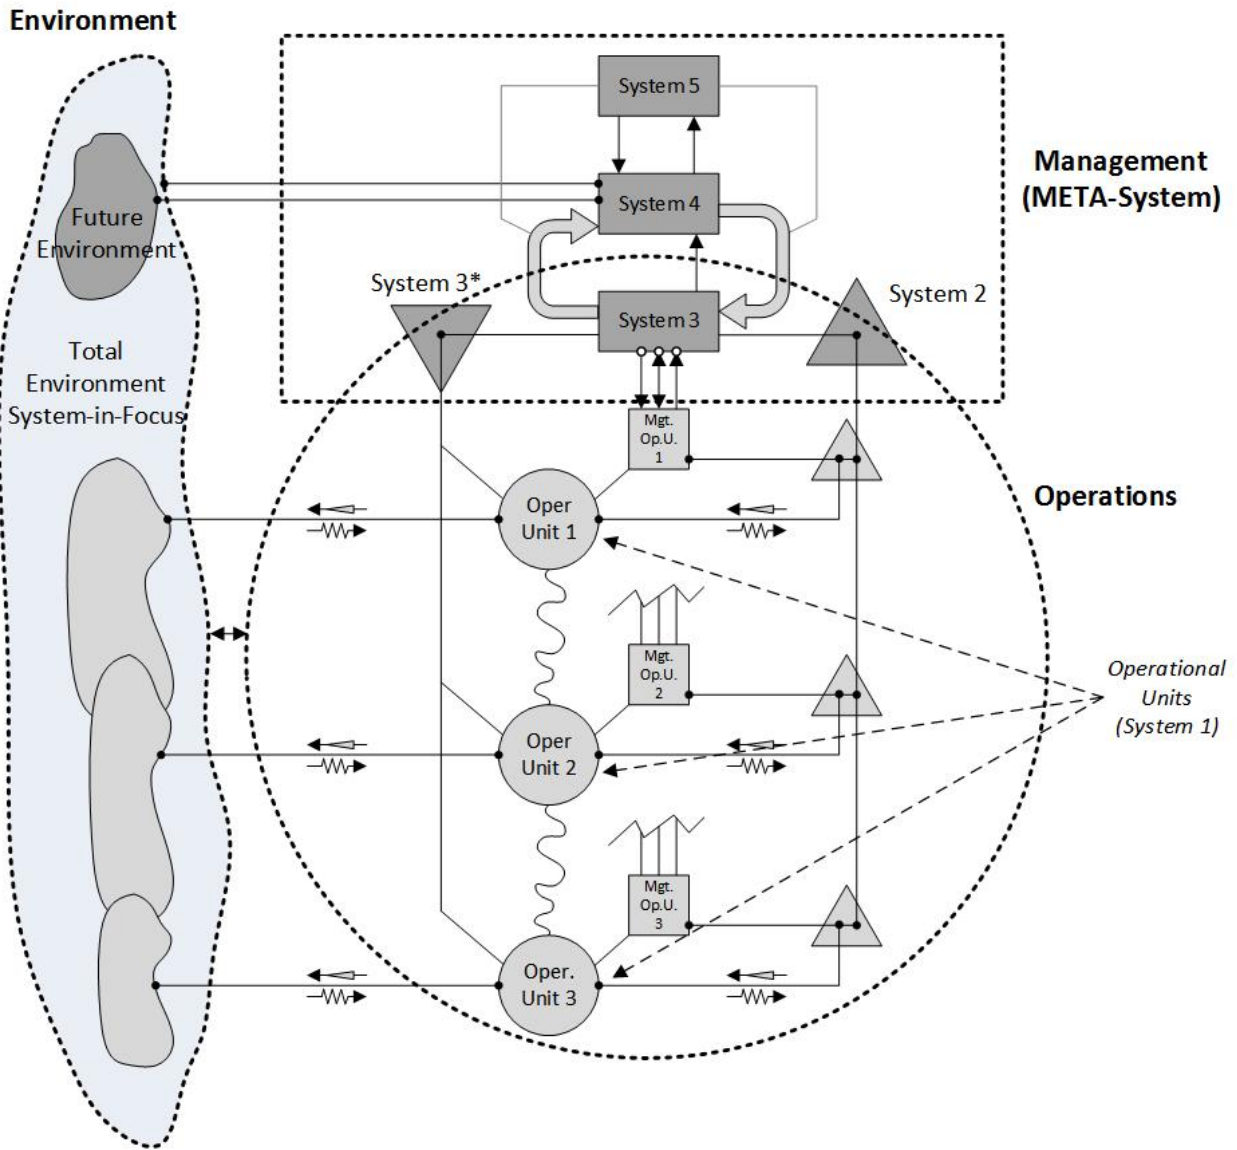 Environment
System 5
Management
(META-System)
System 4
Future
Environment
System 3*
System 2
System 3
Total
Environment
System-in-Focus
Mgt.
Op.U.
1
Operations
Oper
Unit 1
Mgt.
Op.U.
2
Operational
Units
(System 1)
Oper
Unit 2
Mgt.
Op.U.
3
Oper.
Unit 3